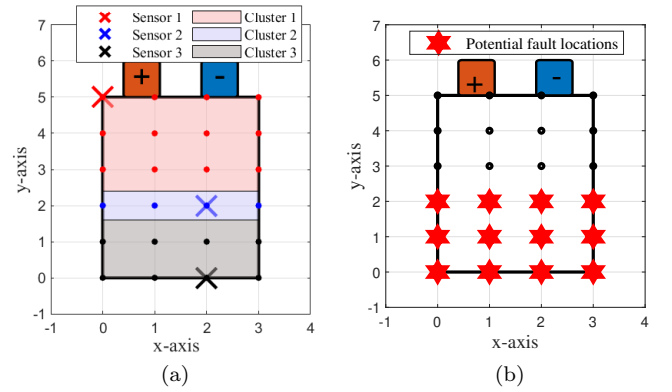 Sensor 1 Cluster 1
Sensor 2 Cluster 2
Sensor 3 Cluster 3
+ -
7
6
5
4
3
2
1
0
-1
-1 0 1 2 3 4
y-axis
x-axis
(a)
Potential fault locations
+ -
7
6
5
4
3
2
1
0
-1
-1 0 1 2 3 4
y-axis
x-axis
(b)